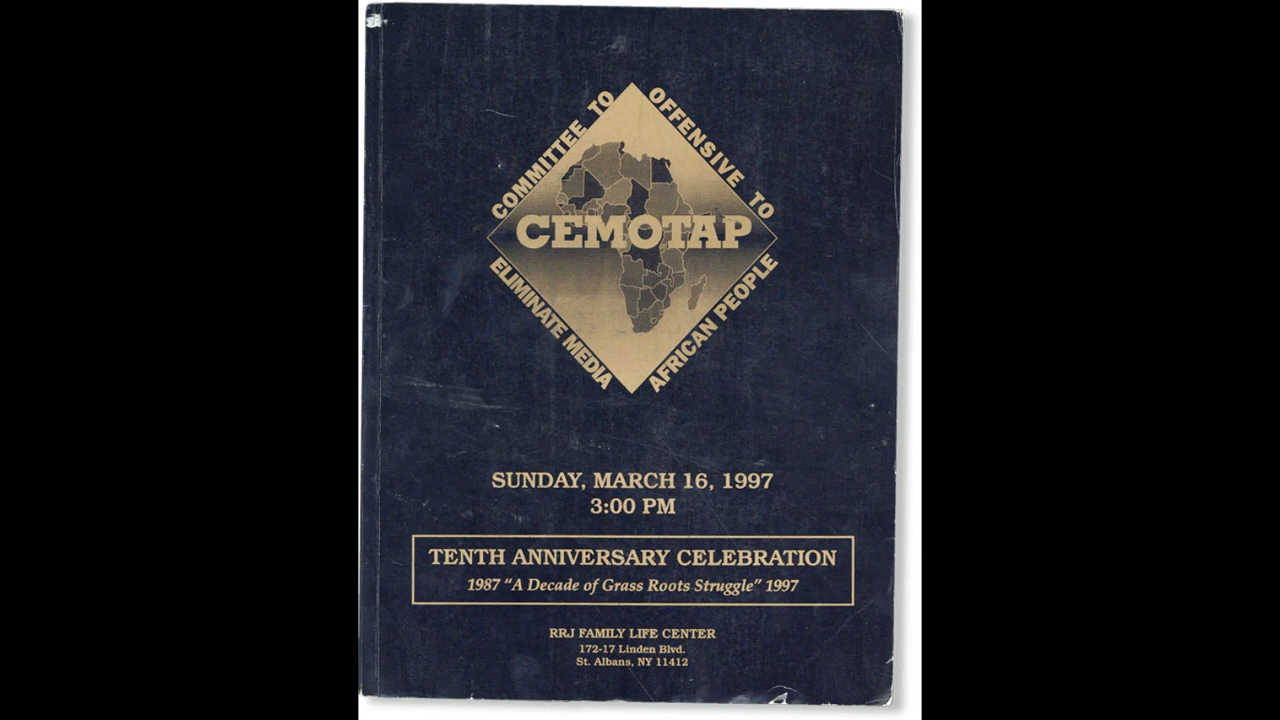 COMMITTEE TO
ELIMINATE MEDIA
OFFENSIVE TO
AFRICAN PEOPLE
CEMOTAP
SUNDAY, MARCH 16, 1997
3:00 PM
TENTH ANNIVERSARY CELEBRATION
1987 "A Decade of Grass Roots Struggle" 1997
RRJ FAMILY LIFE CENTER
172-17 Linden Blvd.
St. Albans, NY 11412